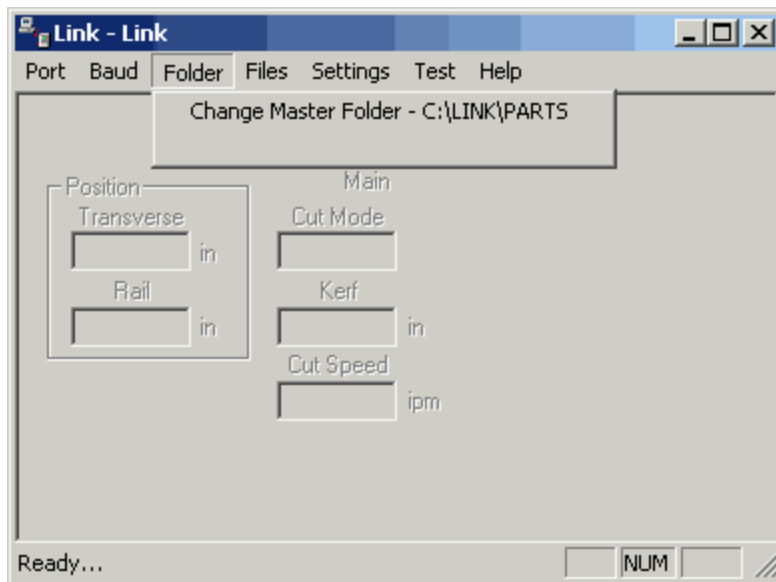 Link - Link
Port Baud Folder Files Settings Test Help
Change Master Folder - C:\LINK\PARTS
Position
Main
Transverse
Cut Mode
in
Rail
Kerf
in
in
Cut Speed
ipm
Ready...
NUM